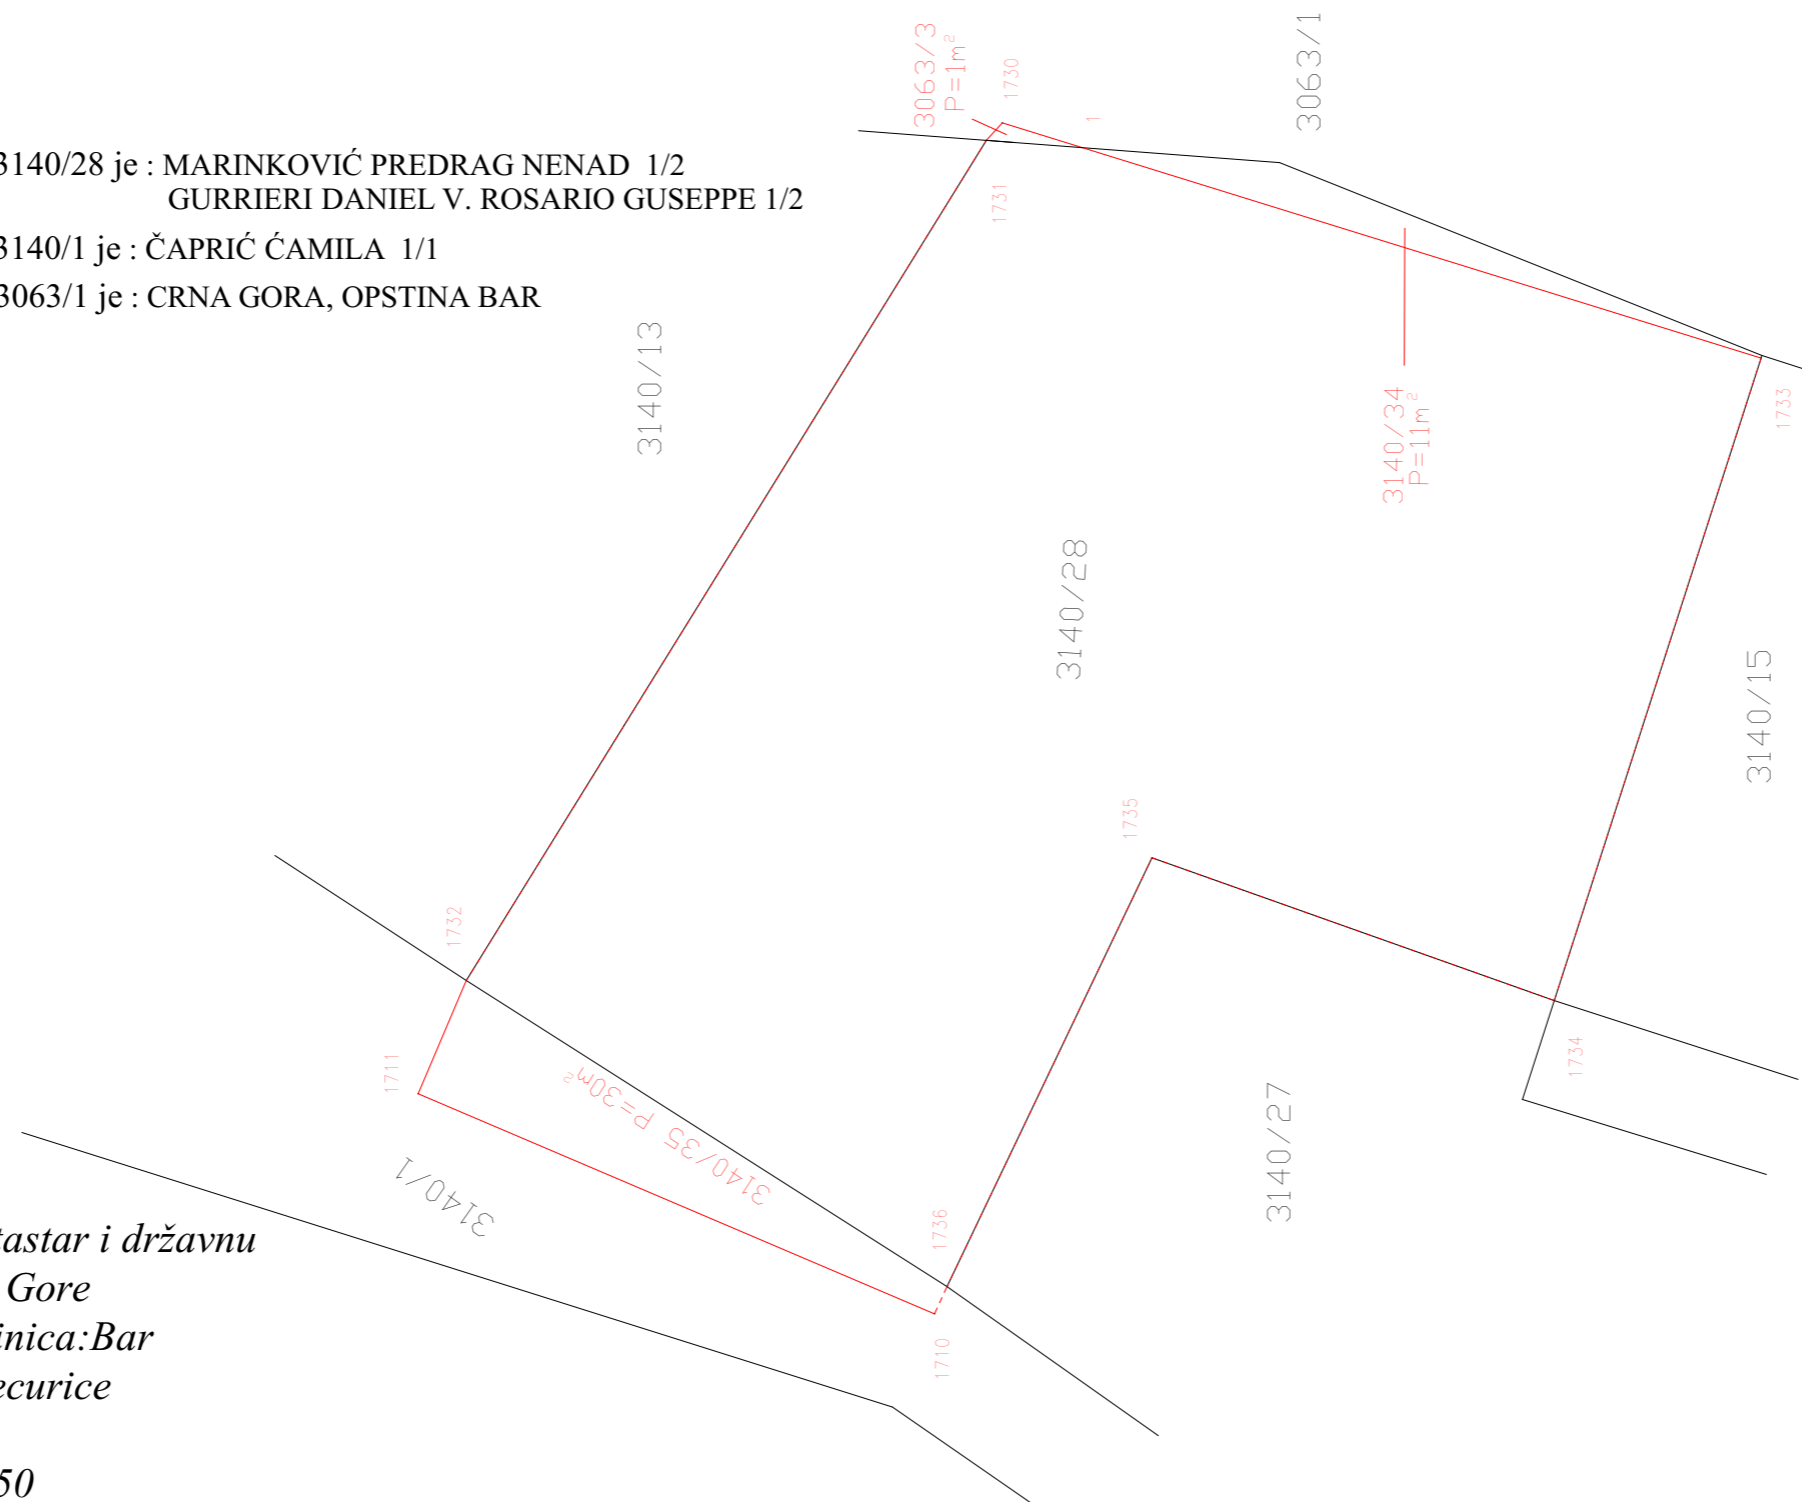 3063/3
P=1m²
1730
1
3063/1
3140/28 je : MARINKOVIĆ PREDRAG NENAD 1/2
GURRIERI DANIEL V. ROSARIO GUSEPPE 1/2
3140/1 je : ČAPRIĆ ĆAMILA 1/1
3063/1 je : CRNA GORA, OPSTINA BAR
1731
3140/13
3140/34
P=11m²
1733
3140/28
3140/15
1735
1732
1711
3140/35 P=30m²
3140/1
1736
1734
3140/27
1710
tastar i državnu
Gore
inica:Bar
ecurice
50